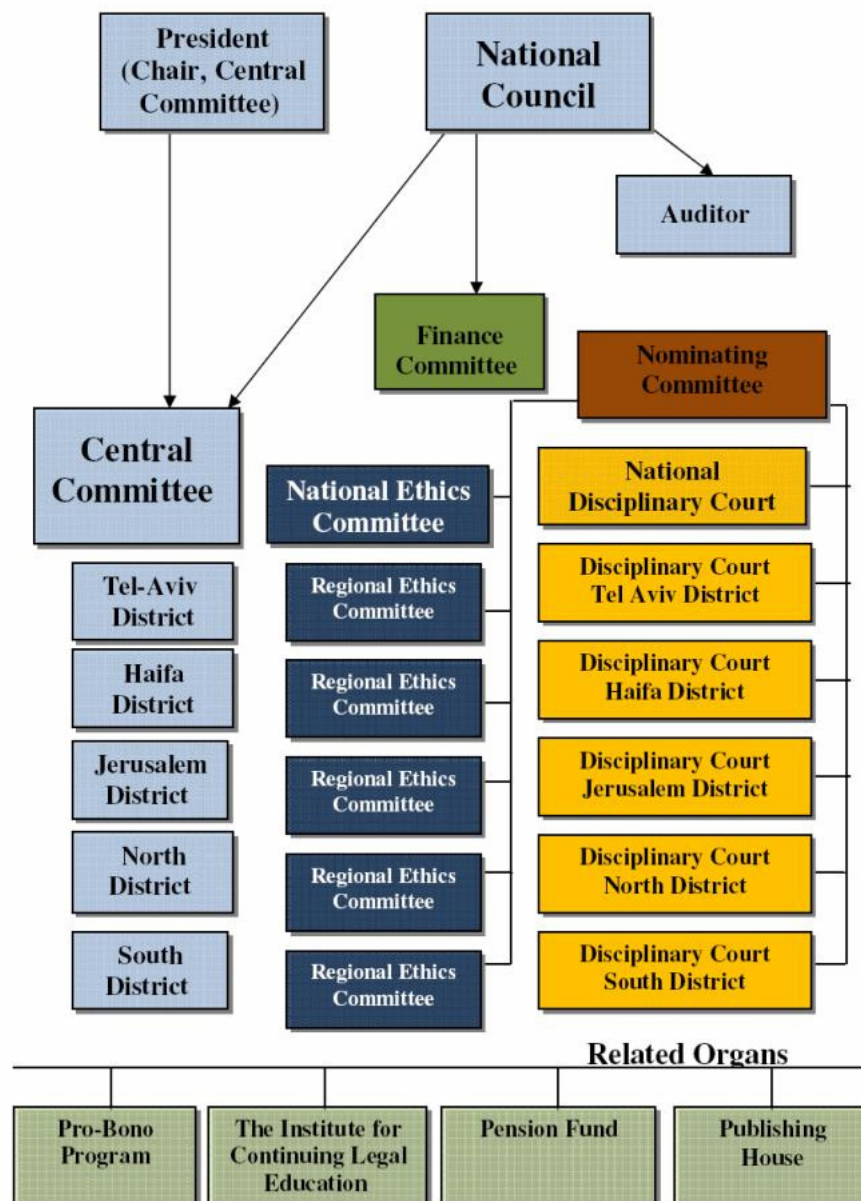 President
(Chair, Central
Committee)
National
Council
Auditor
Finance
Committee
Nominating
Committee
Central
Committee
National Ethics
Committee
National
Disciplinary Court
Tel-Aviv
District
Regional Ethics
Committee
Disciplinary Court
Tel Aviv District
Haifa
District
Regional Ethics
Committee
Disciplinary Court
Haifa District
Jerusalem
District
Regional Ethics
Committee
Disciplinary Court
Jerusalem District
North
District
Regional Ethics
Committee
Disciplinary Court
North District
South
District
Regional Ethics
Committee
Disciplinary Court
South District
Related Organs
Pro-Bono
Program
The Institute for
Continuing Legal
Education
Pension Fund
Publishing
House